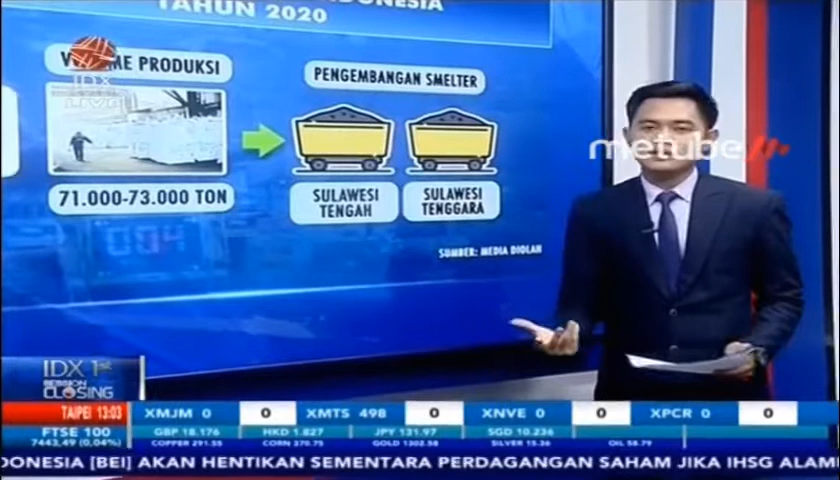 INDONESIA
TAHUN 2020
VOLUME PRODUKSI
PENGEMBANGAN SMELTER
IDX
LIVE
71.000-73.000 TON
SULAWESI
TENGAH
SULAWESI
TENGGARA
SUMBER: MEDIA DIOLAH
metube
IDX 1ST
SESSION
CLOSING
TAIPEI 13:03
XMJM 0 0 XMTS 498 0 XNVE 0 0 XPCR 0 0
FTSE 100
7443,49 (0,04%)
GBP 18.176 HKD 1.827 JPY 131.97 SGD 10.236
COPPER 291.55 CORN 370.75 GOLD 1302.58 SILVER 15.36 OIL 58.79
DONESIA [BEI] AKAN HENTIKAN SEMENTARA PERDAGANGAN SAHAM JIKA IHSG ALAMI